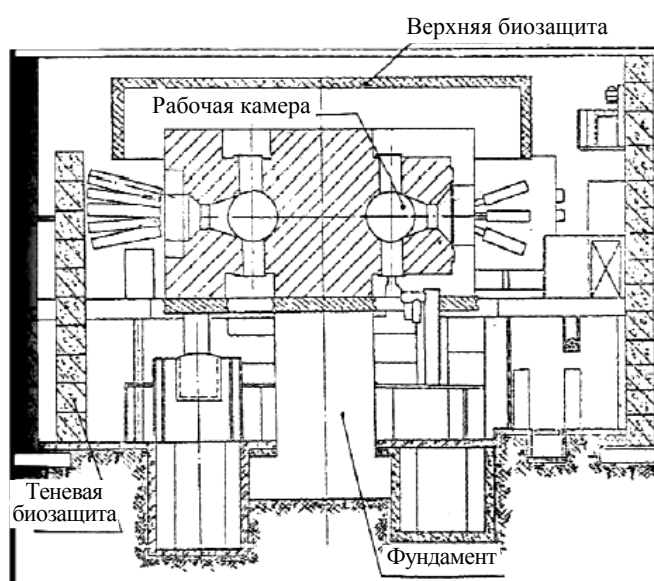 Верхняя биозащита
Рабочая камера
Теневая
биозащита
Фундамент